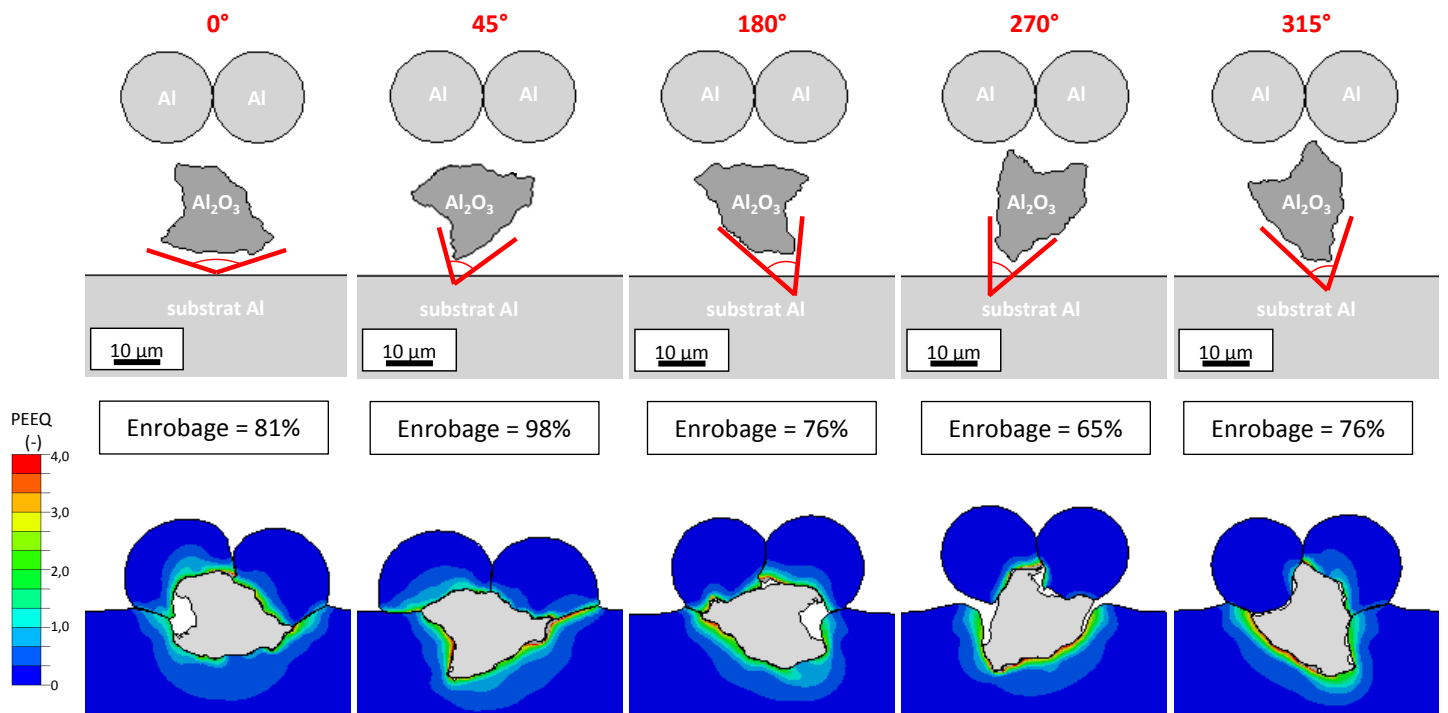 0° 45° 180° 270° 315°
Al Al Al Al Al Al Al Al Al Al
Al₂O₃ Al₂O₃ Al₂O₃ Al₂O₃ Al₂O₃
substrat Al substrat Al substrat Al substrat Al substrat Al
10 µm 10 µm 10 µm 10 µm 10 µm
PEEQ
(-)
Enrobage = 81% Enrobage = 98% Enrobage = 76% Enrobage = 65% Enrobage = 76%
4,0
3,0
2,0
1,0
0